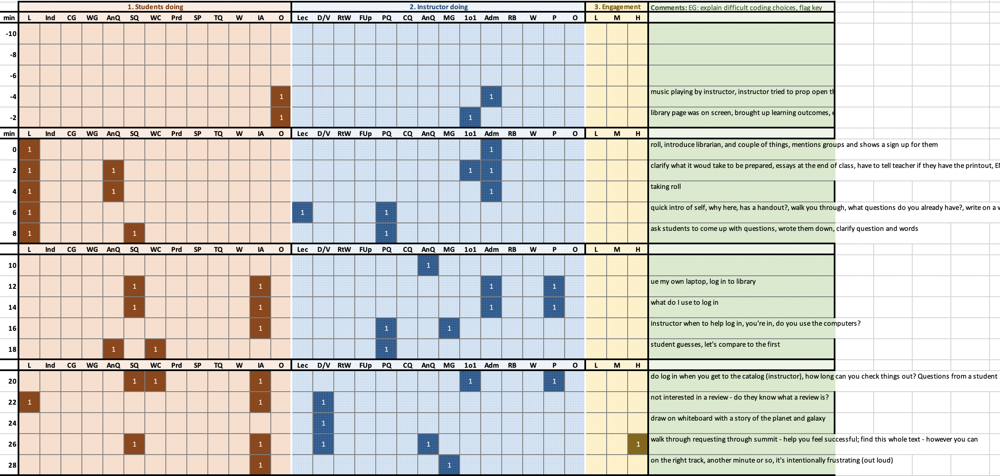 1. Students doing 2. Instructor doing 3. Engagement Comments: EG: explain difficult coding choices, flag key
min L Ind CG WG AnQ SQ WC Prd SP TQ W IA O Lec D/V RtW FUp PQ CQ AnQ MG 1o1 Adm RB W P O L M H
-10
-8
-6
-4 1 1 music playing by instructor, instructor tried to prop open
-2 1 1 library page was on screen, brought up learning outcomes,
min L Ind CG WG AnQ SQ WC Prd SP TQ W IA O Lec D/V RtW FUp PQ CQ AnQ MG 1o1 Adm RB W P O L M H
0 1 1 roll, introduce librarian, and couple of things, mentions groups and shows a sign up for them
2 1 1 1 1 clarify what it woud take to be prepared, essays at the end of class, have to tell teacher if they have the printout,
4 1 1 1 taking roll
6 1 1 1 quick intro of self, why here, has a handout?, walk you through, what questions do you already have?, write on a
8 1 1 1 ask students to come up with questions, wrote them down, clarify question and words
L Ind CG WG AnQ SQ WC Prd SP TQ W IA O Lec D/V RtW FUp PQ CQ AnQ MG 1o1 Adm RB W P O L M H
10 1
12 1 1 1 1 ue my own laptop, log in to library
14 1 1 1 1 what do I use to log in
16 1 1 1 instructor when to help log in, you're in, do you use the computers?
18 1 1 1 student guesses, let's compare to the first
L Ind CG WG AnQ SQ WC Prd SP TQ W IA O Lec D/V RtW FUp PQ CQ AnQ MG 1o1 Adm RB W P O L M H
20 1 1 1 1 1 do log in when you get to the catalog (instructor), how long can you check things out? Questions from a student
22 1 1 1 not interested in a review - do they know what a review is?
24 1 draw on whiteboard with a story of the planet and galaxy
26 1 1 1 1 1 walk through requesting through summit - help you feel successful; find this whole text - however you can
28 1 1 on the right track, another minute or so, it's intentionally frustrating (out loud)